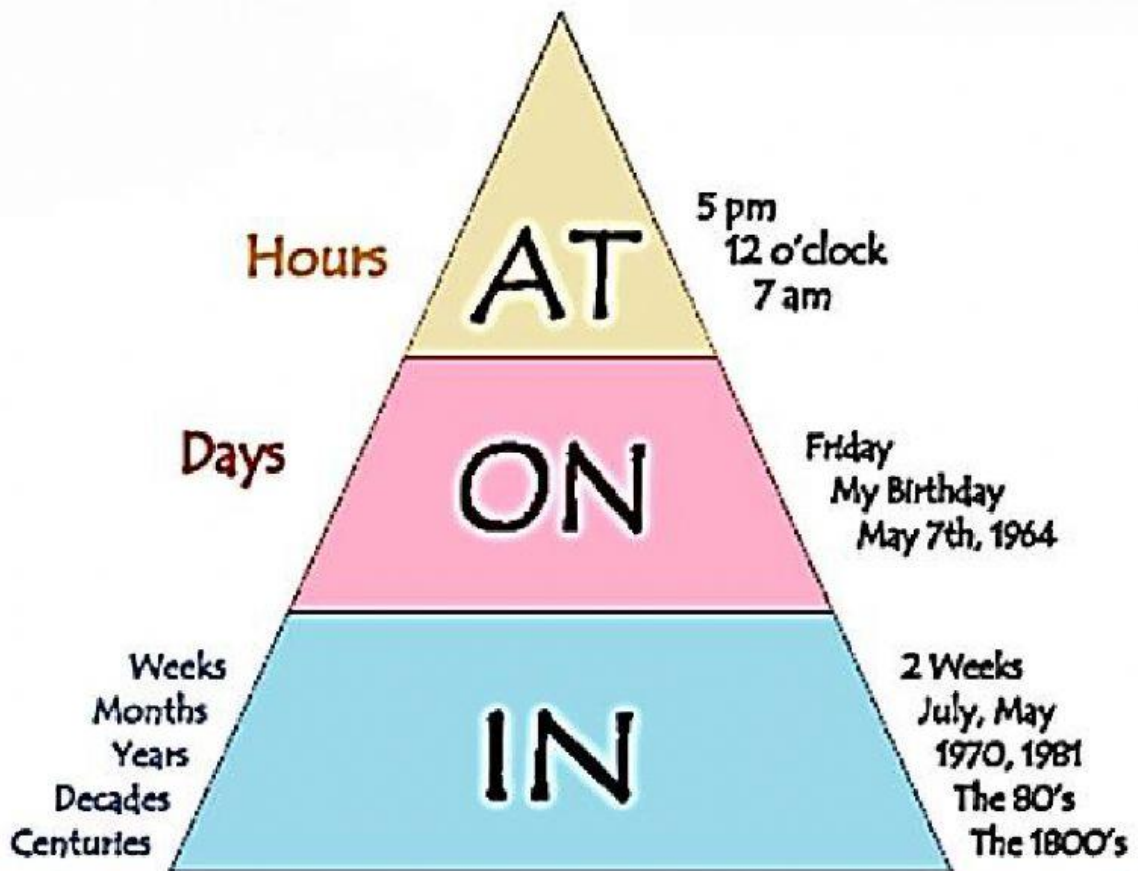 5 pm
12 o'clock
7 am
Hours
AT
Friday
My Birthday
May 7th, 1964
Days
ON
Weeks
Months
Years
Decades
Centuries
IN
2 Weeks
July, May
1970, 1981
The 80's
The 1800's